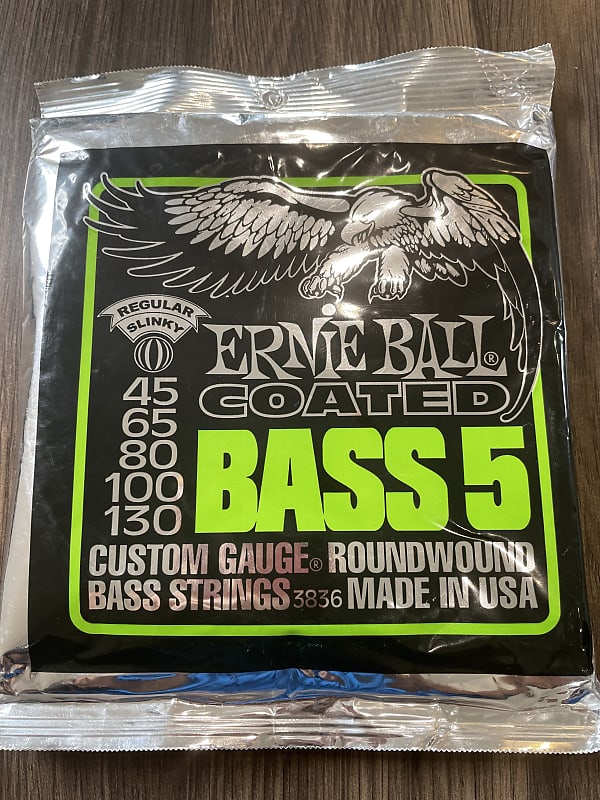 REGULAR
SLINKY
ERNIE BALL®
COATED
45
65
80
100
130
BASS 5
CUSTOM GAUGE® ROUNDWOUND
BASS STRINGS 3836 MADE IN USA